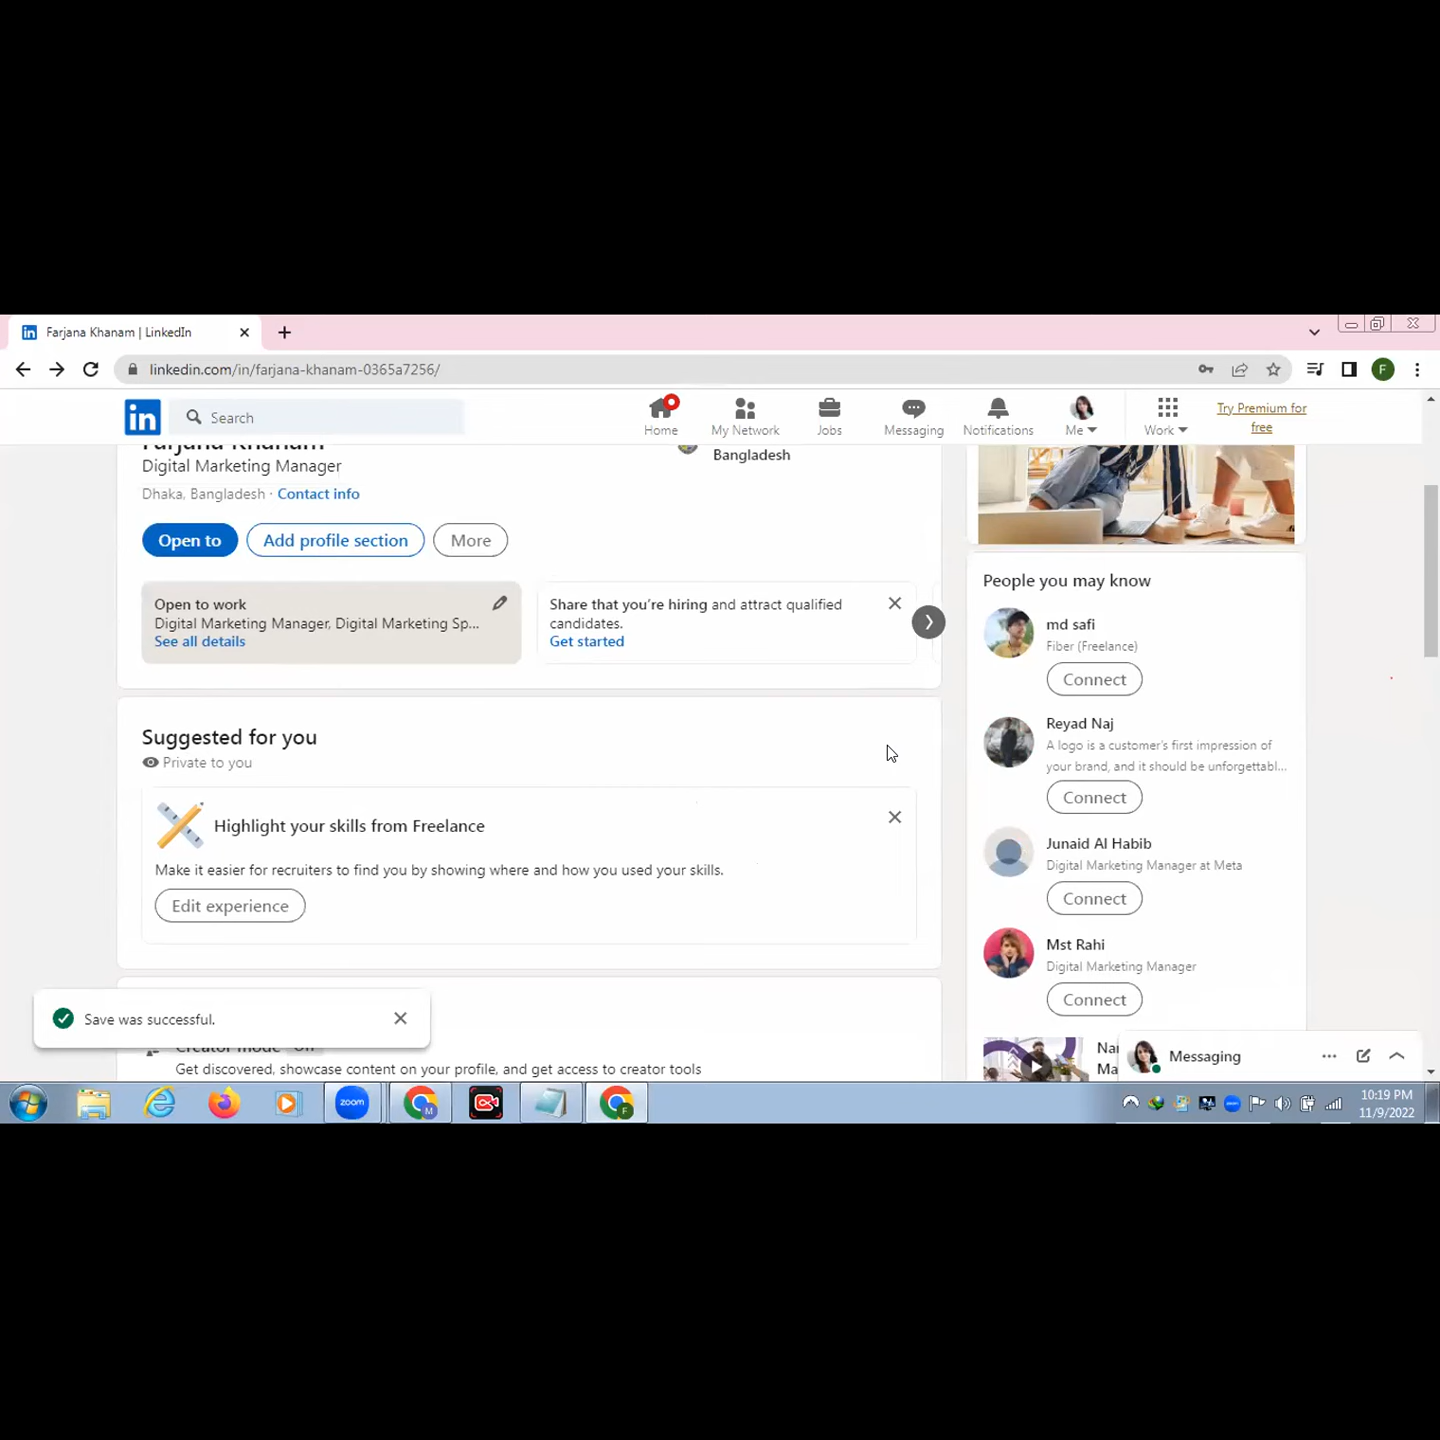 Farjana Khanam | LinkedIn
linkedin.com/in/farjana-khanam-0365a7256/
F
in
Search
Home
My Network
Jobs
Messaging
Notifications
Me
Work
Try Premium for
free
Farjana Khanam
Digital Marketing Manager
Dhaka, Bangladesh · Contact info
Bangladesh
Open to
Add profile section
More
Open to work
Digital Marketing Manager, Digital Marketing Sp...
See all details
Share that you're hiring and attract qualified
candidates.
Get started
Suggested for you
Private to you
Highlight your skills from Freelance
Make it easier for recruiters to find you by showing where and how you used your skills.
Edit experience
Save was successful.
Creator mode Off
Get discovered, showcase content on your profile, and get access to creator tools
People you may know
md safi
Fiber (Freelance)
Connect
Reyad Naj
A logo is a customer's first impression of
your brand, and it should be unforgettabl...
Connect
Junaid Al Habib
Digital Marketing Manager at Meta
Connect
Mst Rahi
Digital Marketing Manager
Connect
Messaging
zoom
M
F
10:19 PM
11/9/2022